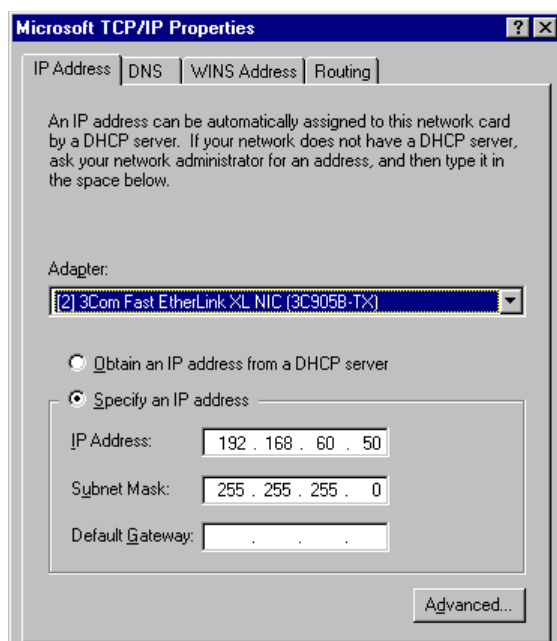 Microsoft TCP/IP Properties
IP Address DNS WINS Address Routing
An IP address can be automatically assigned to this network card
by a DHCP server. If your network does not have a DHCP server,
ask your network administrator for an address, and then type it in
the space below.
Adapter:
[2] 3Com Fast EtherLink XL NIC (3C905B-TX)
Obtain an IP address from a DHCP server
Specify an IP address
IP Address: 192 . 168 . 60 . 50
Subnet Mask: 255 . 255 . 255 . 0
Default Gateway: . . .
Advanced...